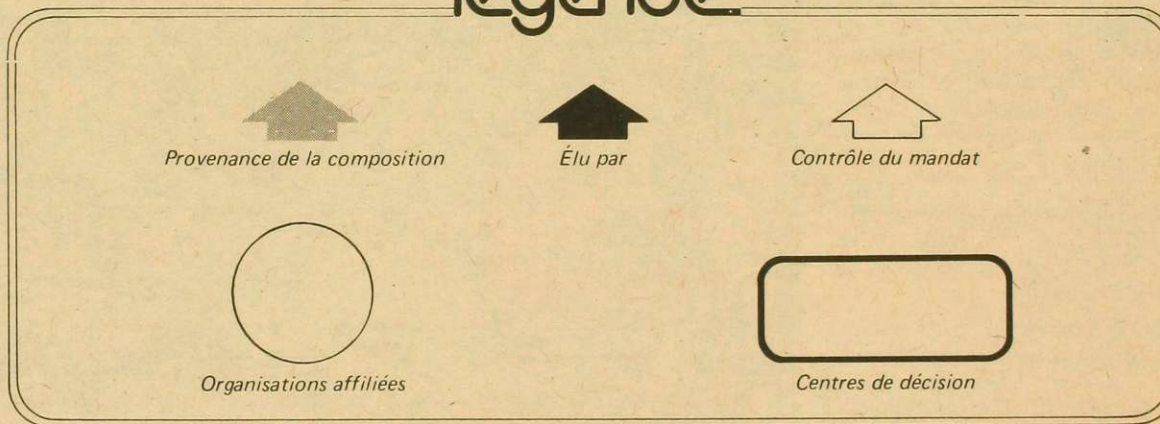 légende
Provenance de la composition
Élu par
Contrôle du mandat
Organisations affiliées
Centres de décision